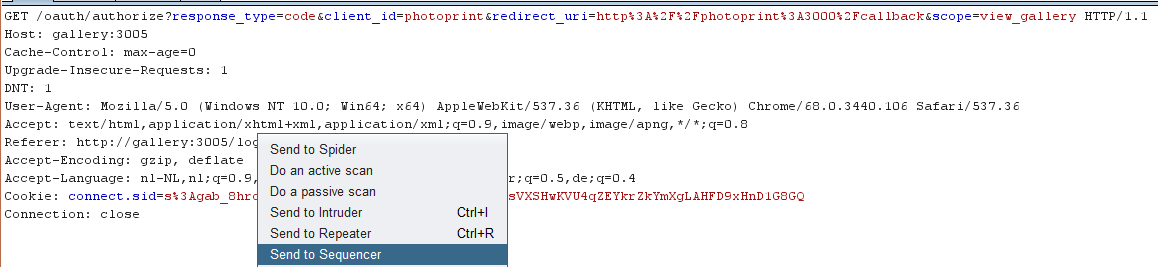 GET /oauth/authorize?response_type=code&client_id=photoprint&redirect_uri=http%3A%2F%2Fphotoprint%3A3000%2Fcallback&scope=view_gallery HTTP/1.1
Host: gallery:3005
Cache-Control: max-age=0
Upgrade-Insecure-Requests: 1
DNT: 1
User-Agent: Mozilla/5.0 (Windows NT 10.0; Win64; x64) AppleWebKit/537.36 (KHTML, like Gecko) Chrome/68.0.3440.106 Safari/537.36
Accept: text/html,application/xhtml+xml,application/xml;q=0.9,image/webp,image/apng,*/*;q=0.8
Referer: http://gallery:3005/log
Send to Spider
Accept-Encoding: gzip, deflate
Do an active scan
Accept-Language: nl-NL,nl;q=0.9, r;q=0.5,de;q=0.4
Do a passive scan
Cookie: connect.sid=s%3Agab_8hro sVXSHwKVU4qZEYkrZkYmXgLAHFD9xHnD1G8GQ
Send to Intruder Ctrl+I
Connection: close
Send to Repeater Ctrl+R
Send to Sequencer